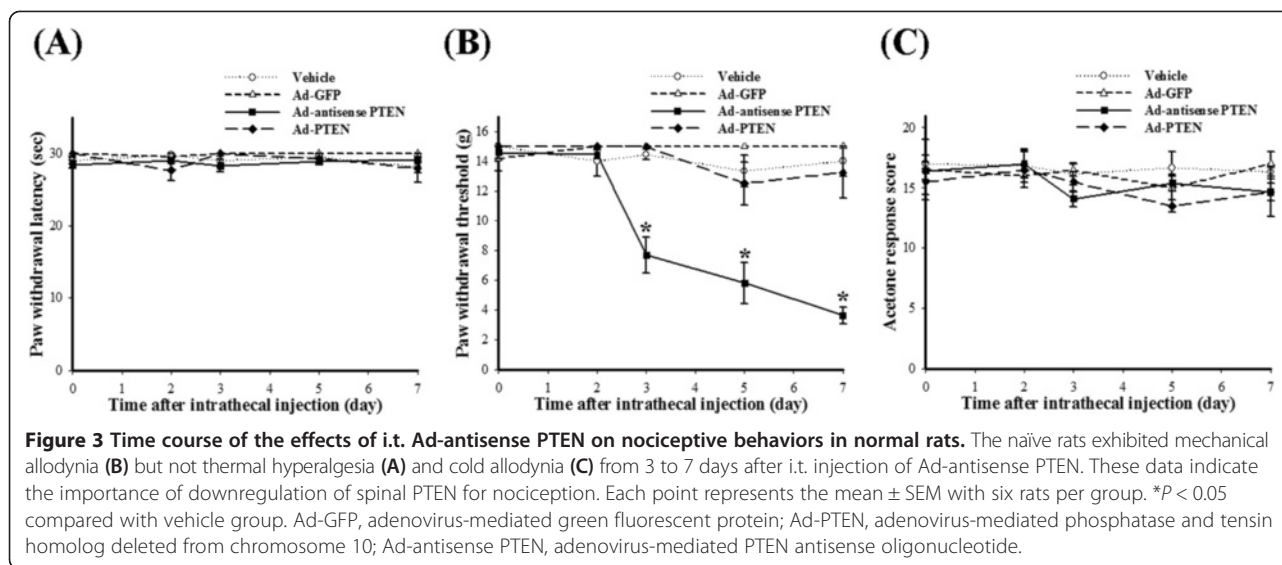 (A)
Vehicle
Ad-GFP
Ad-antisense PTEN
Ad-PTEN
Paw withdrawal latency (sec)
30
30
20
10
0
0 1 2 3 4 5 6 7
Time after intrathecal injection (day)
(B)
Vehicle
Ad-GFP
Ad-antisense PTEN
Ad-PTEN
Paw withdrawal threshold (g)
16
14
12
10
8
6
4
2
0
*
*
*
0 1 2 3 4 5 6 7
Time after intrathecal injection (day)
(C)
Vehicle
Ad-GFP
Ad-antisense PTEN
Ad-PTEN
Acetone response score
20
15
10
5
0
0 1 2 3 4 5 6 7
Time after intrathecal injection (day)
Figure 3 Time course of the effects of i.t. Ad-antisense PTEN on nociceptive behaviors in normal rats. The naïve rats exhibited mechanical
allodynia (B) but not thermal hyperalgesia (A) and cold allodynia (C) from 3 to 7 days after i.t. injection of Ad-antisense PTEN. These data indicate
the importance of downregulation of spinal PTEN for nociception. Each point represents the mean ± SEM with six rats per group. *P < 0.05
compared with vehicle group. Ad-GFP, adenovirus-mediated green fluorescent protein; Ad-PTEN, adenovirus-mediated phosphatase and tensin
homolog deleted from chromosome 10; Ad-antisense PTEN, adenovirus-mediated PTEN antisense oligonucleotide.